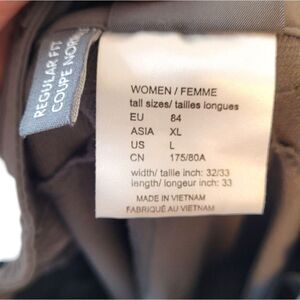 REGULAR FIT
COUPE
WOMEN / FEMME
tall sizes/ tailles longues
EU 84
ASIA XL
US L
CN 175/80A
width/ taille inch: 32/33
length/ longeur inch: 33
MADE IN VIETNAM
FABRIQUÉ AU VIETNAM